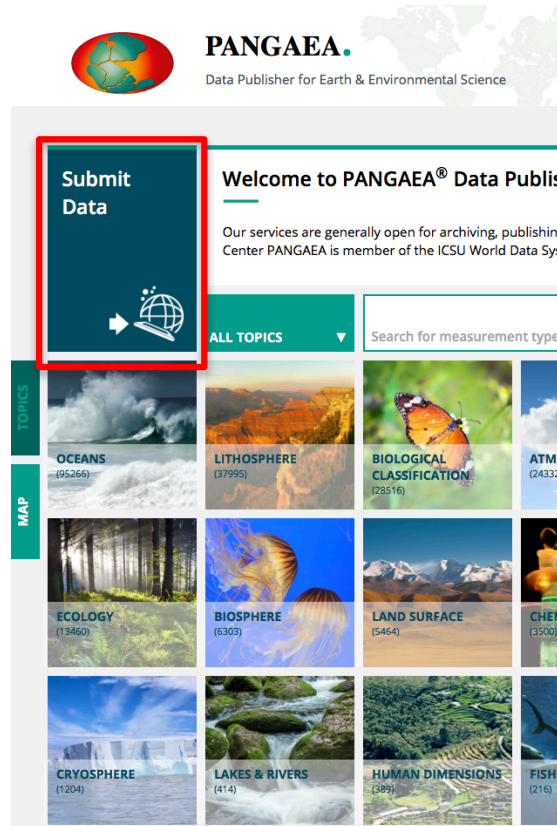 PANGAEA.
Data Publisher for Earth & Environmental Science
Submit
Data
Welcome to PANGAEA® Data Publis
Our services are generally open for archiving, publishin
Center PANGAEA is member of the ICSU World Data Sys
ALL TOPICS ▼
Search for measurement type
TOPICS
MAP
OCEANS
(95266)
LITHOSPHERE
(37995)
BIOLOGICAL
CLASSIFICATION
(28516)
ATM
(24332
ECOLOGY
(13460)
BIOSPHERE
(6303)
LAND SURFACE
(5464)
CHEM
(3500)
CRYOSPHERE
(1204)
LAKES & RIVERS
(414)
HUMAN DIMENSIONS
(389)
FISH
(216)